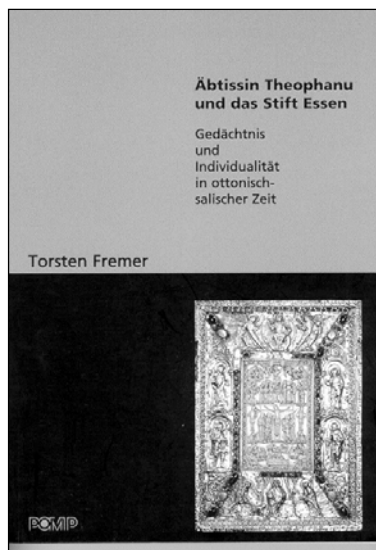 Äbtissin Theophanu
und das Stift Essen
Gedächtnis
und
Individualität
in ottonisch-
salischer Zeit
Torsten Fremer
POMP